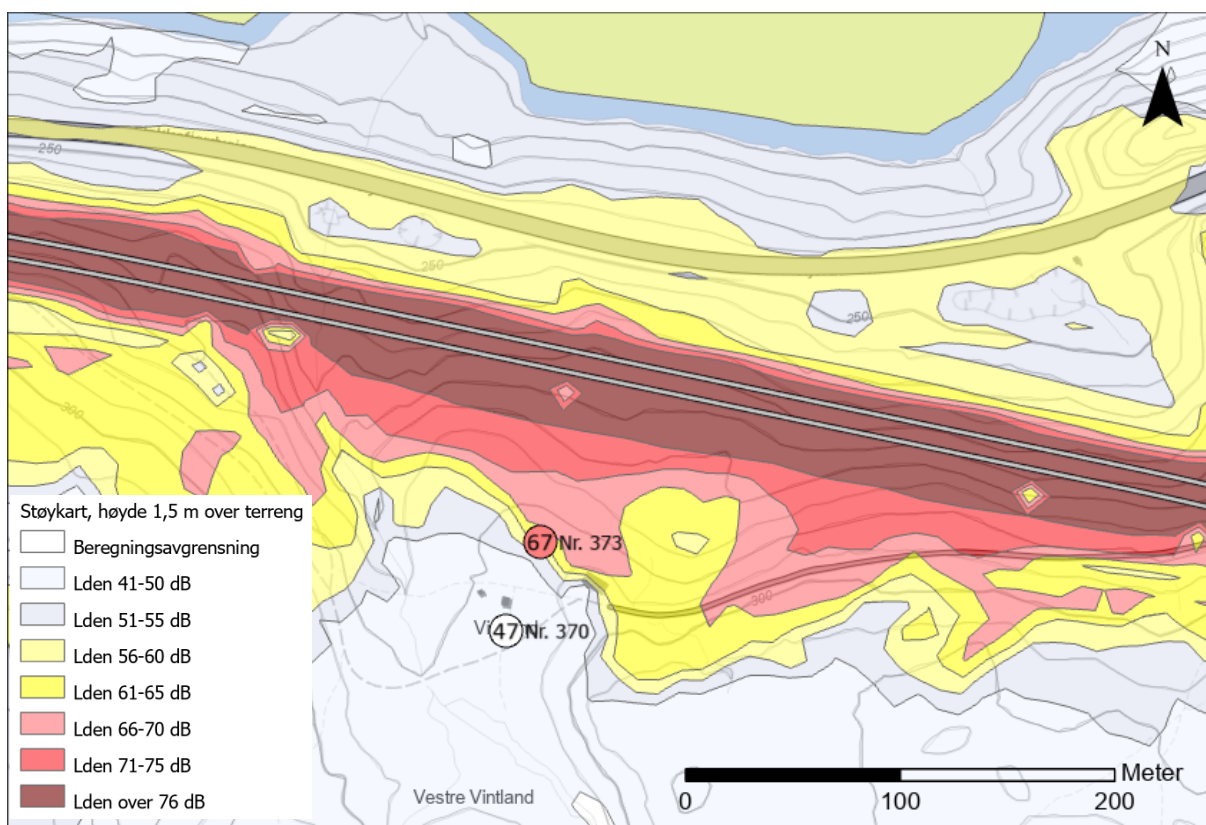 N
250
250
250
300
Støykart, høyde 1,5 m over terreng
Beregningsavgrensning
Lden 41-50 dB
Lden 51-55 dB
Lden 56-60 dB
Lden 61-65 dB
Lden 66-70 dB
Lden 71-75 dB
Lden over 76 dB
67 Nr. 373
300
47 Nr. 370
Vestre Vintland
Meter
0 100 200